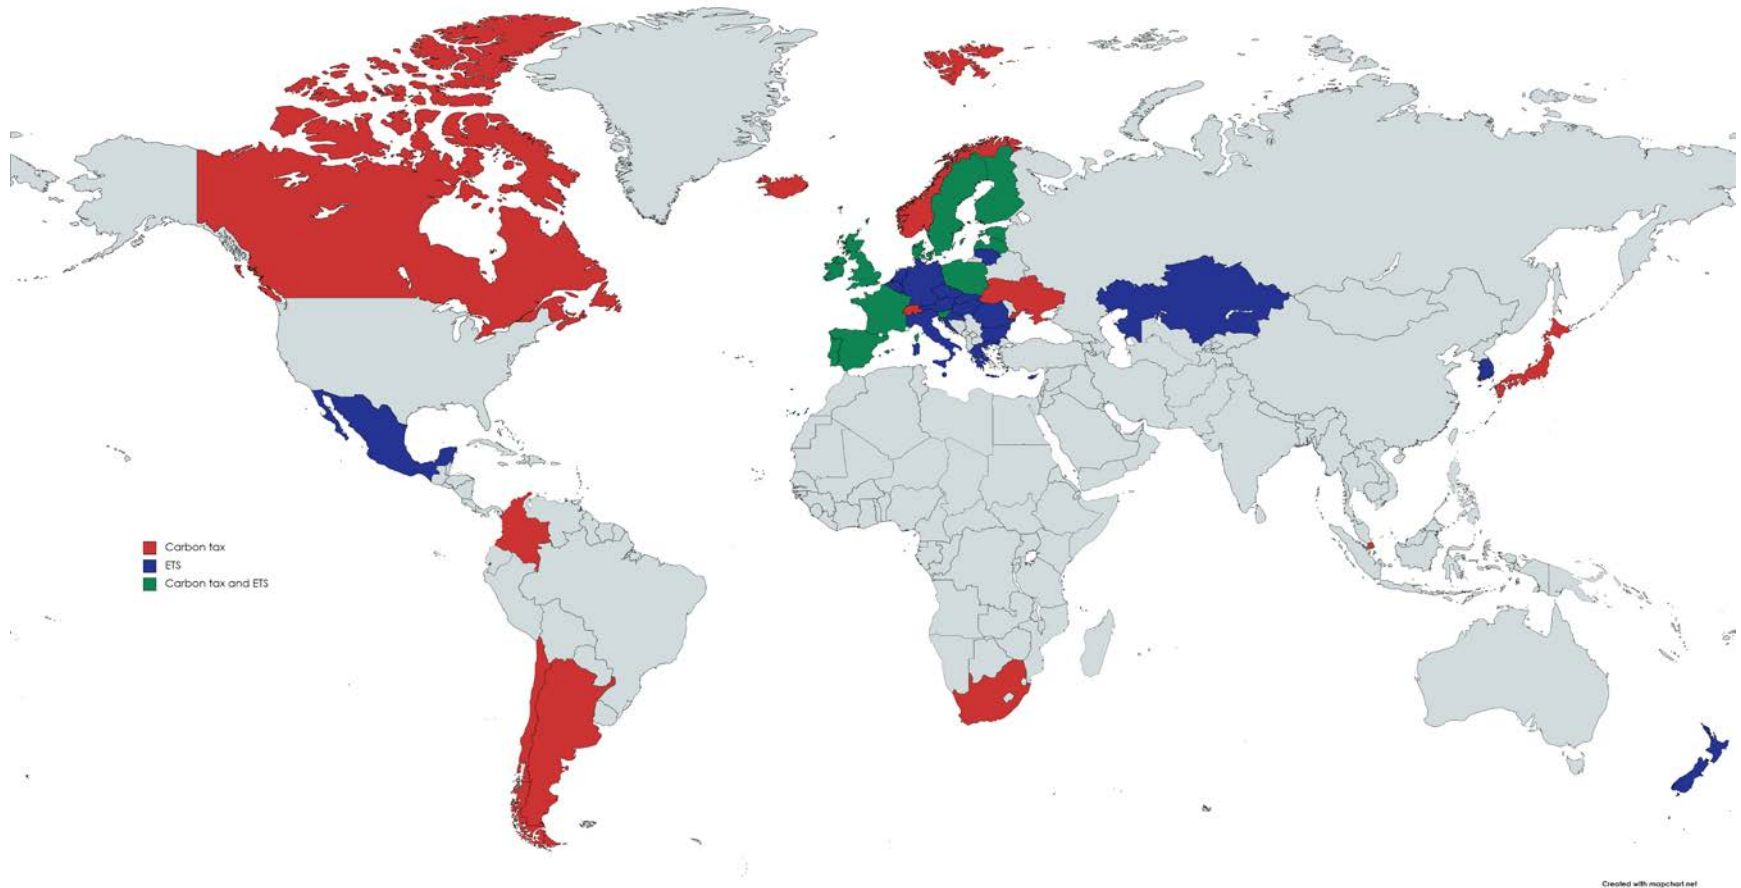 Carbon tax
ETS
Carbon tax and ETS
Created with mapchart.net